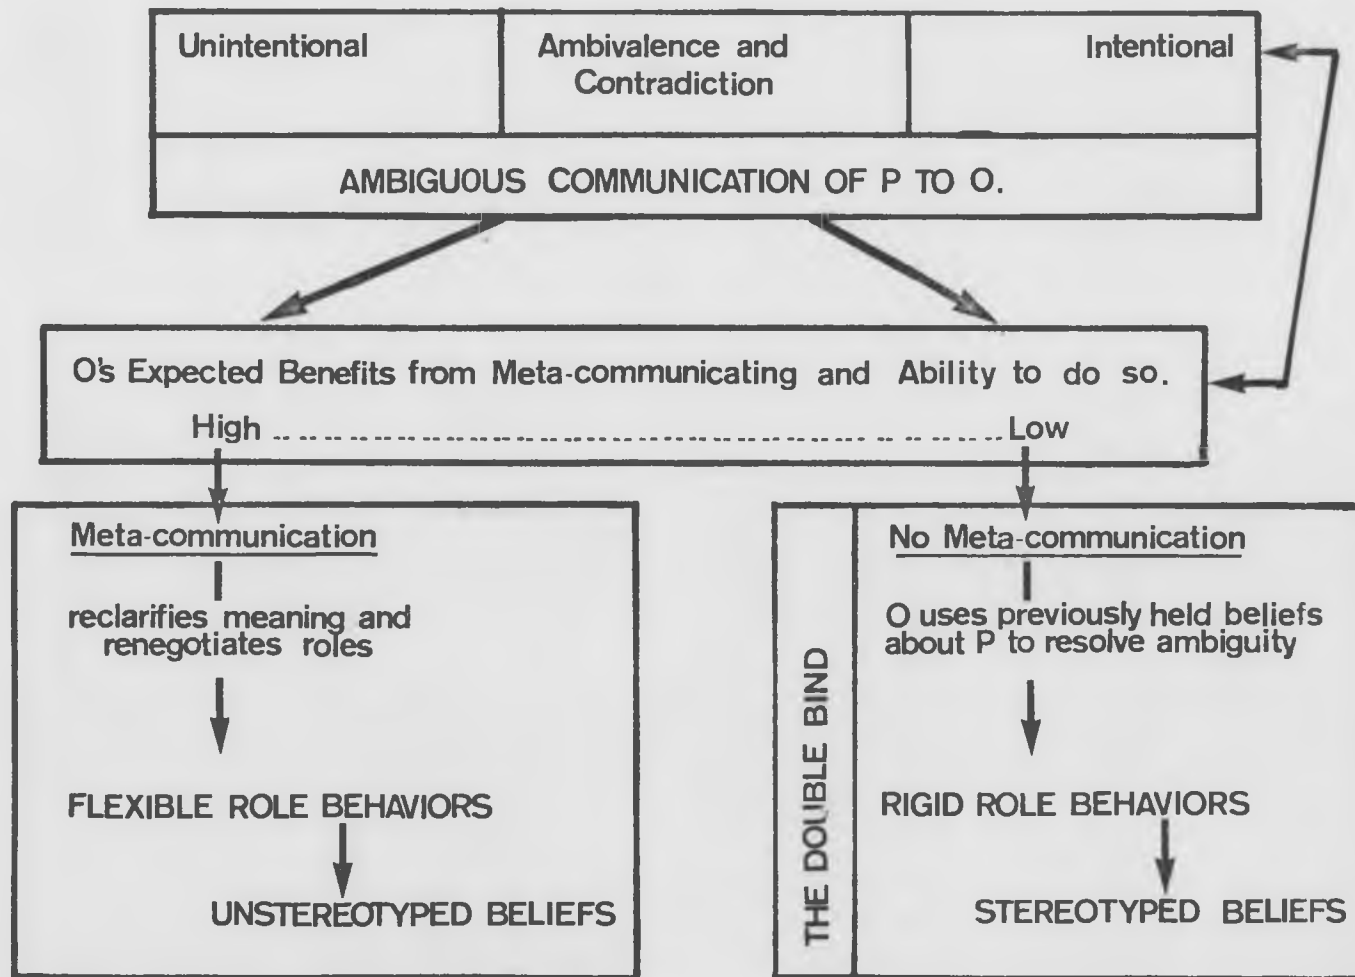 Unintentional
Ambivalence and
Contradiction
Intentional
AMBIGUOUS COMMUNICATION OF P TO O.
O's Expected Benefits from Meta-communicating and Ability to do so.
High ........................................................ Low
Meta-communication
reclarifies meaning and
renegotiates roles
FLEXIBLE ROLE BEHAVIORS
UNSTEREOTYPED BELIEFS
THE DOUBLE BIND
No Meta-communication
O uses previously held beliefs
about P to resolve ambiguity
RIGID ROLE BEHAVIORS
STEREOTYPED BELIEFS